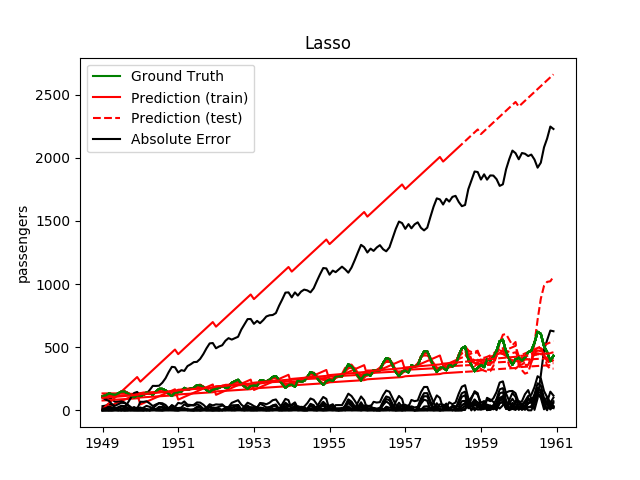 Lasso
Ground Truth
Prediction (train)
Prediction (test)
Absolute Error
passengers
2500
2000
1500
1000
500
0
1949
1951
1953
1955
1957
1959
1961